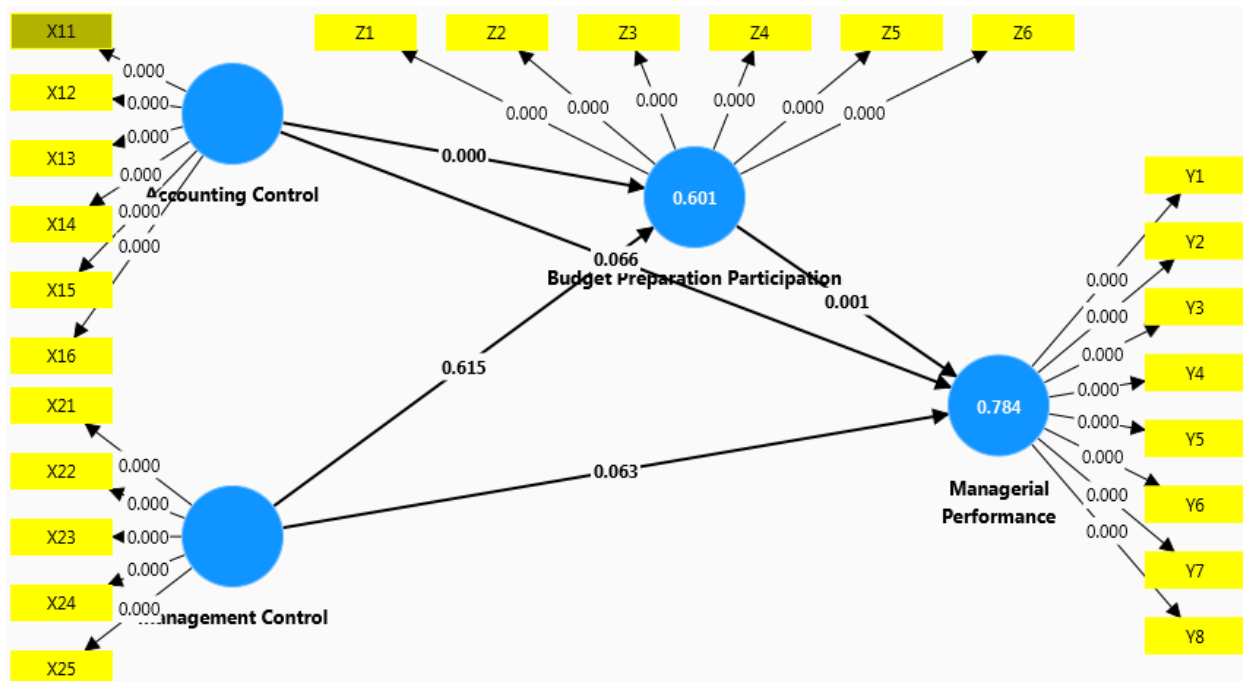 X11
X12
X13
X14
X15
X16
X21
X22
X23
X24
X25
0.000
0.000
0.000
0.000
0.000
0.000
Accounting Control
0.000
0.000
0.000
0.000
0.000
Management Control
Z1
Z2
Z3
Z4
Z5
Z6
0.000
0.000
0.000
0.000
0.000
0.000
0.601
Budget Preparation Participation
0.000
0.066
0.615
0.063
0.001
0.784
Managerial
Performance
0.000
0.000
0.000
0.000
0.000
0.000
0.000
0.000
Y1
Y2
Y3
Y4
Y5
Y6
Y7
Y8